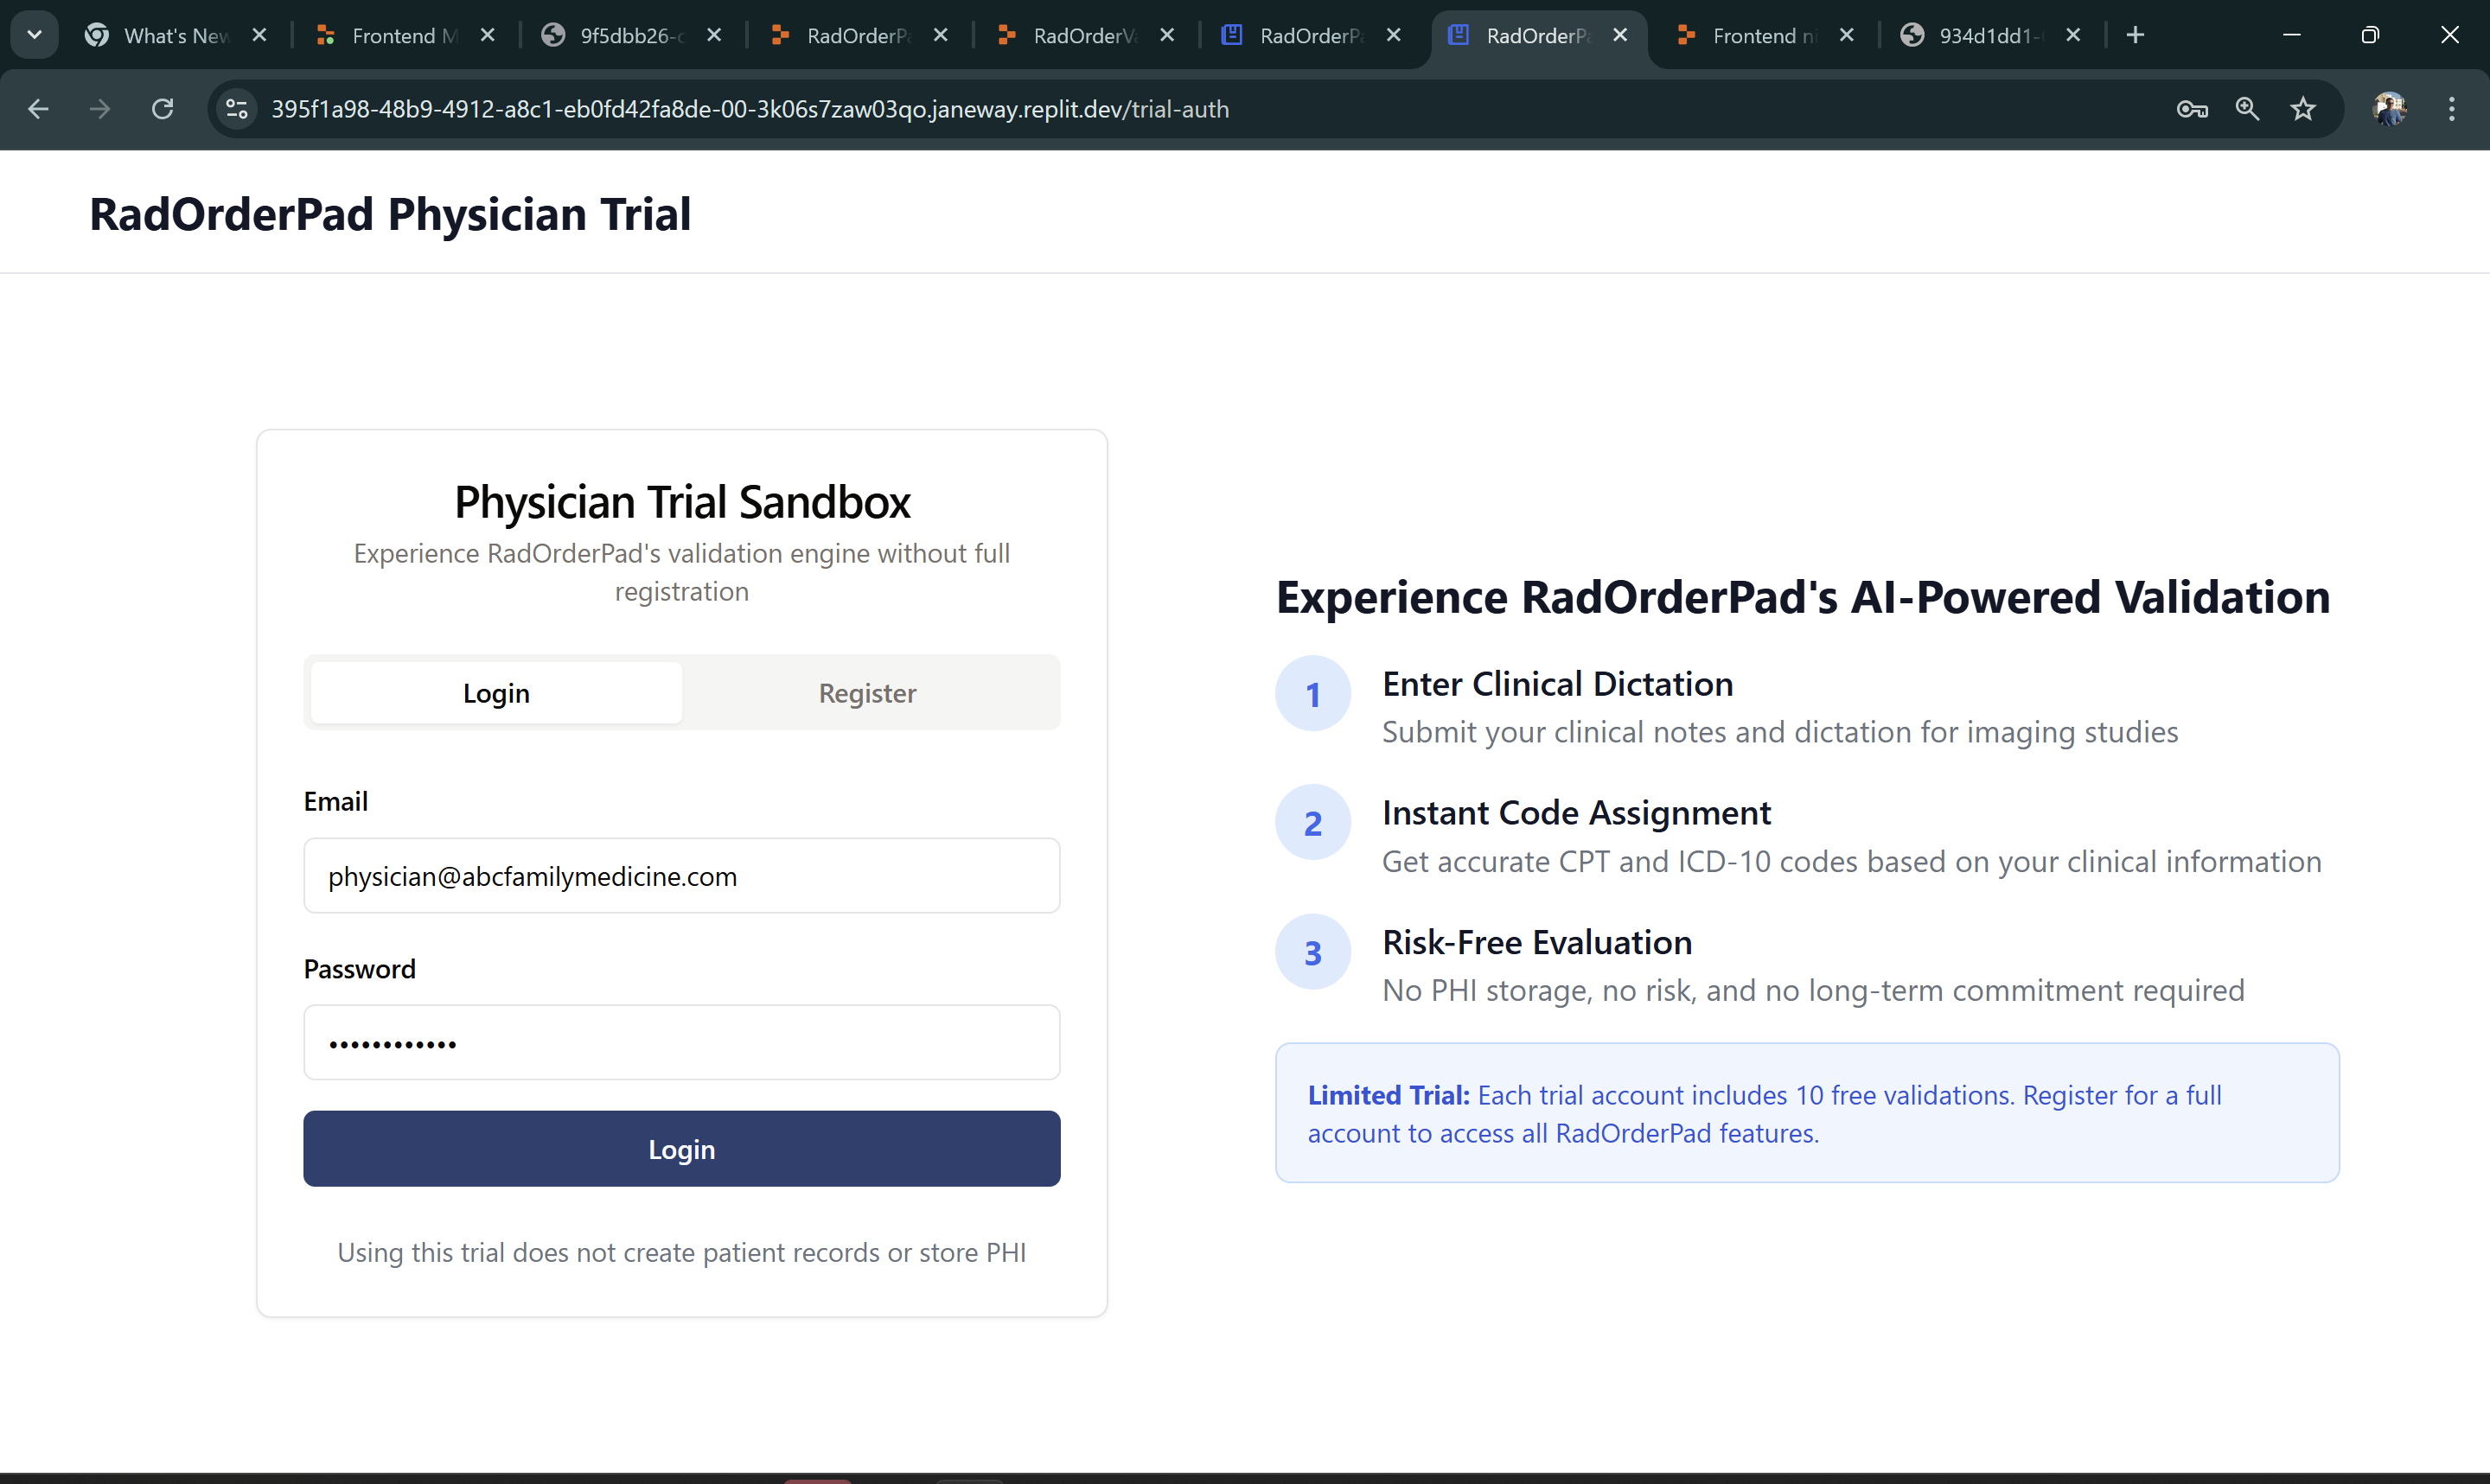 What's New
Frontend M
9f5dbb26-
RadOrderPa
RadOrderVa
RadOrderPa
RadOrderPa
Frontend n
934d1dd1-
395f1a98-48b9-4912-a8c1-eb0fd42fa8de-00-3k06s7zaw03qo.janeway.replit.dev/trial-auth
RadOrderPad Physician Trial
Physician Trial Sandbox
Experience RadOrderPad's validation engine without full
registration
Login
Register
Email
physician@abcfamilymedicine.com
Password
••••••••••••
Login
Using this trial does not create patient records or store PHI
Experience RadOrderPad's AI-Powered Validation
1
Enter Clinical Dictation
Submit your clinical notes and dictation for imaging studies
2
Instant Code Assignment
Get accurate CPT and ICD-10 codes based on your clinical information
3
Risk-Free Evaluation
No PHI storage, no risk, and no long-term commitment required
Limited Trial: Each trial account includes 10 free validations. Register for a full
account to access all RadOrderPad features.